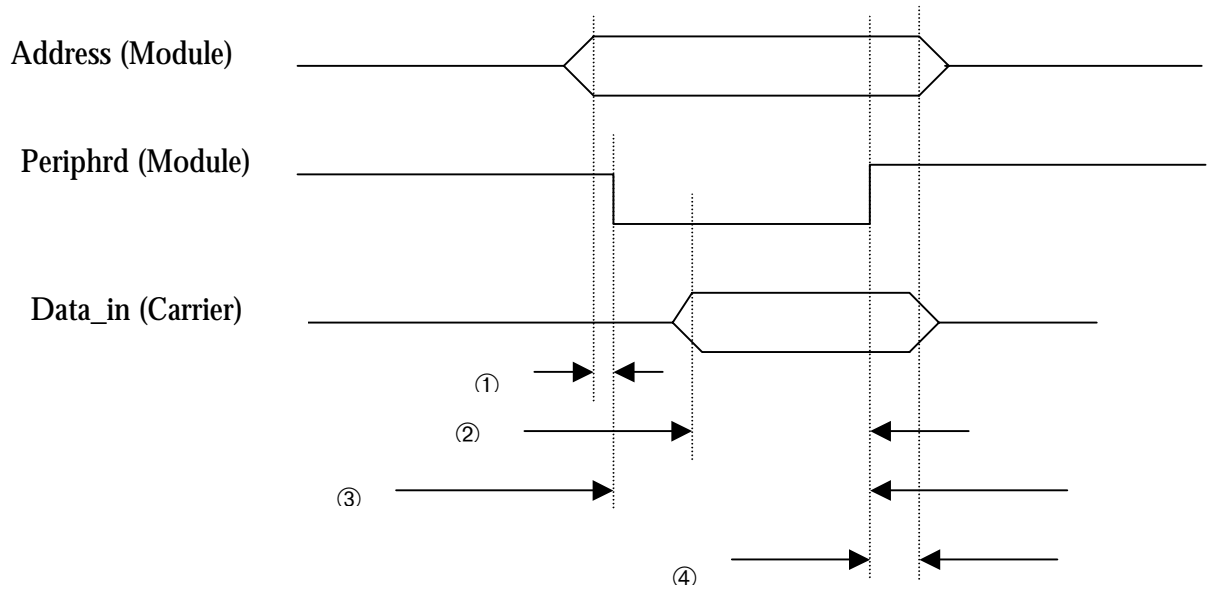 Address (Module)
Periphrd (Module)
Data_in (Carrier)
①
②
③
④